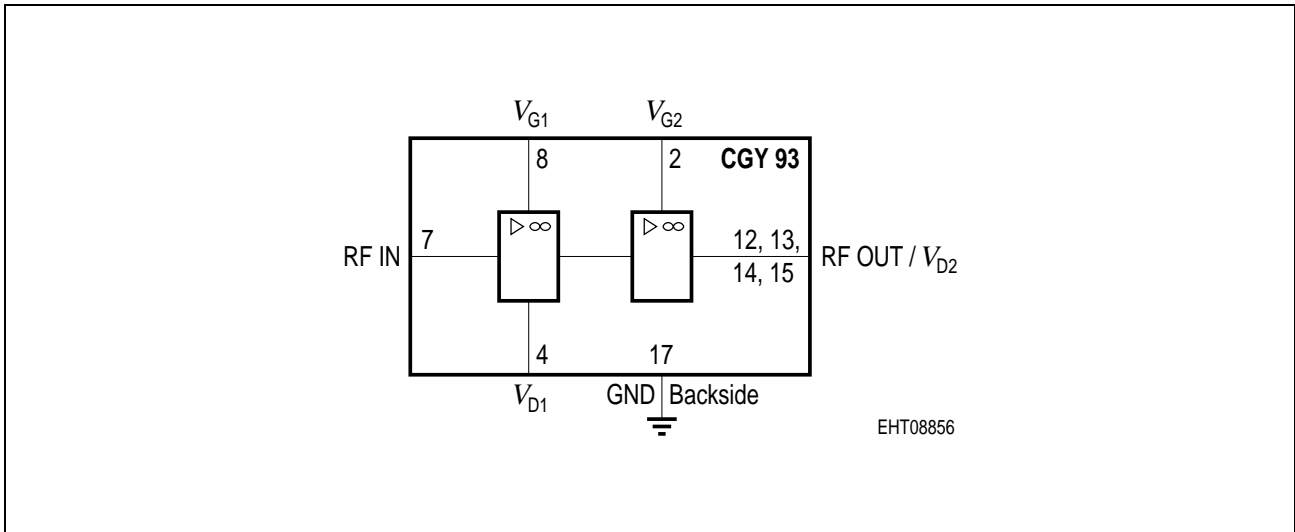 VG1 VG2
8 2 CGY 93
▷ ∞ ▷ ∞
RF IN 7 12, 13, RF OUT / VD2
14, 15
4 17
VD1 GND Backside
EHT08856